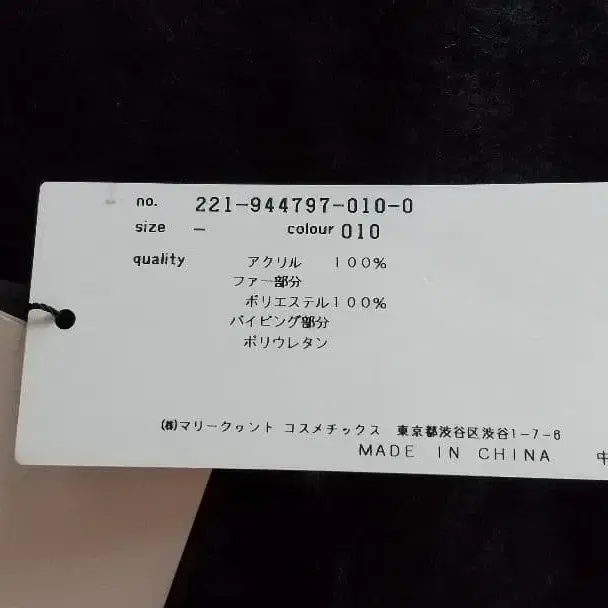 no. 221-944797-010-0
size - colour 010
quality アクリル 100%
ファー部分
ポリエステル100%
パイピング部分
ポリウレタン
(株)マリークヮント コスメチックス 東京都渋谷区渋谷1-7-6
MADE IN CHINA 中